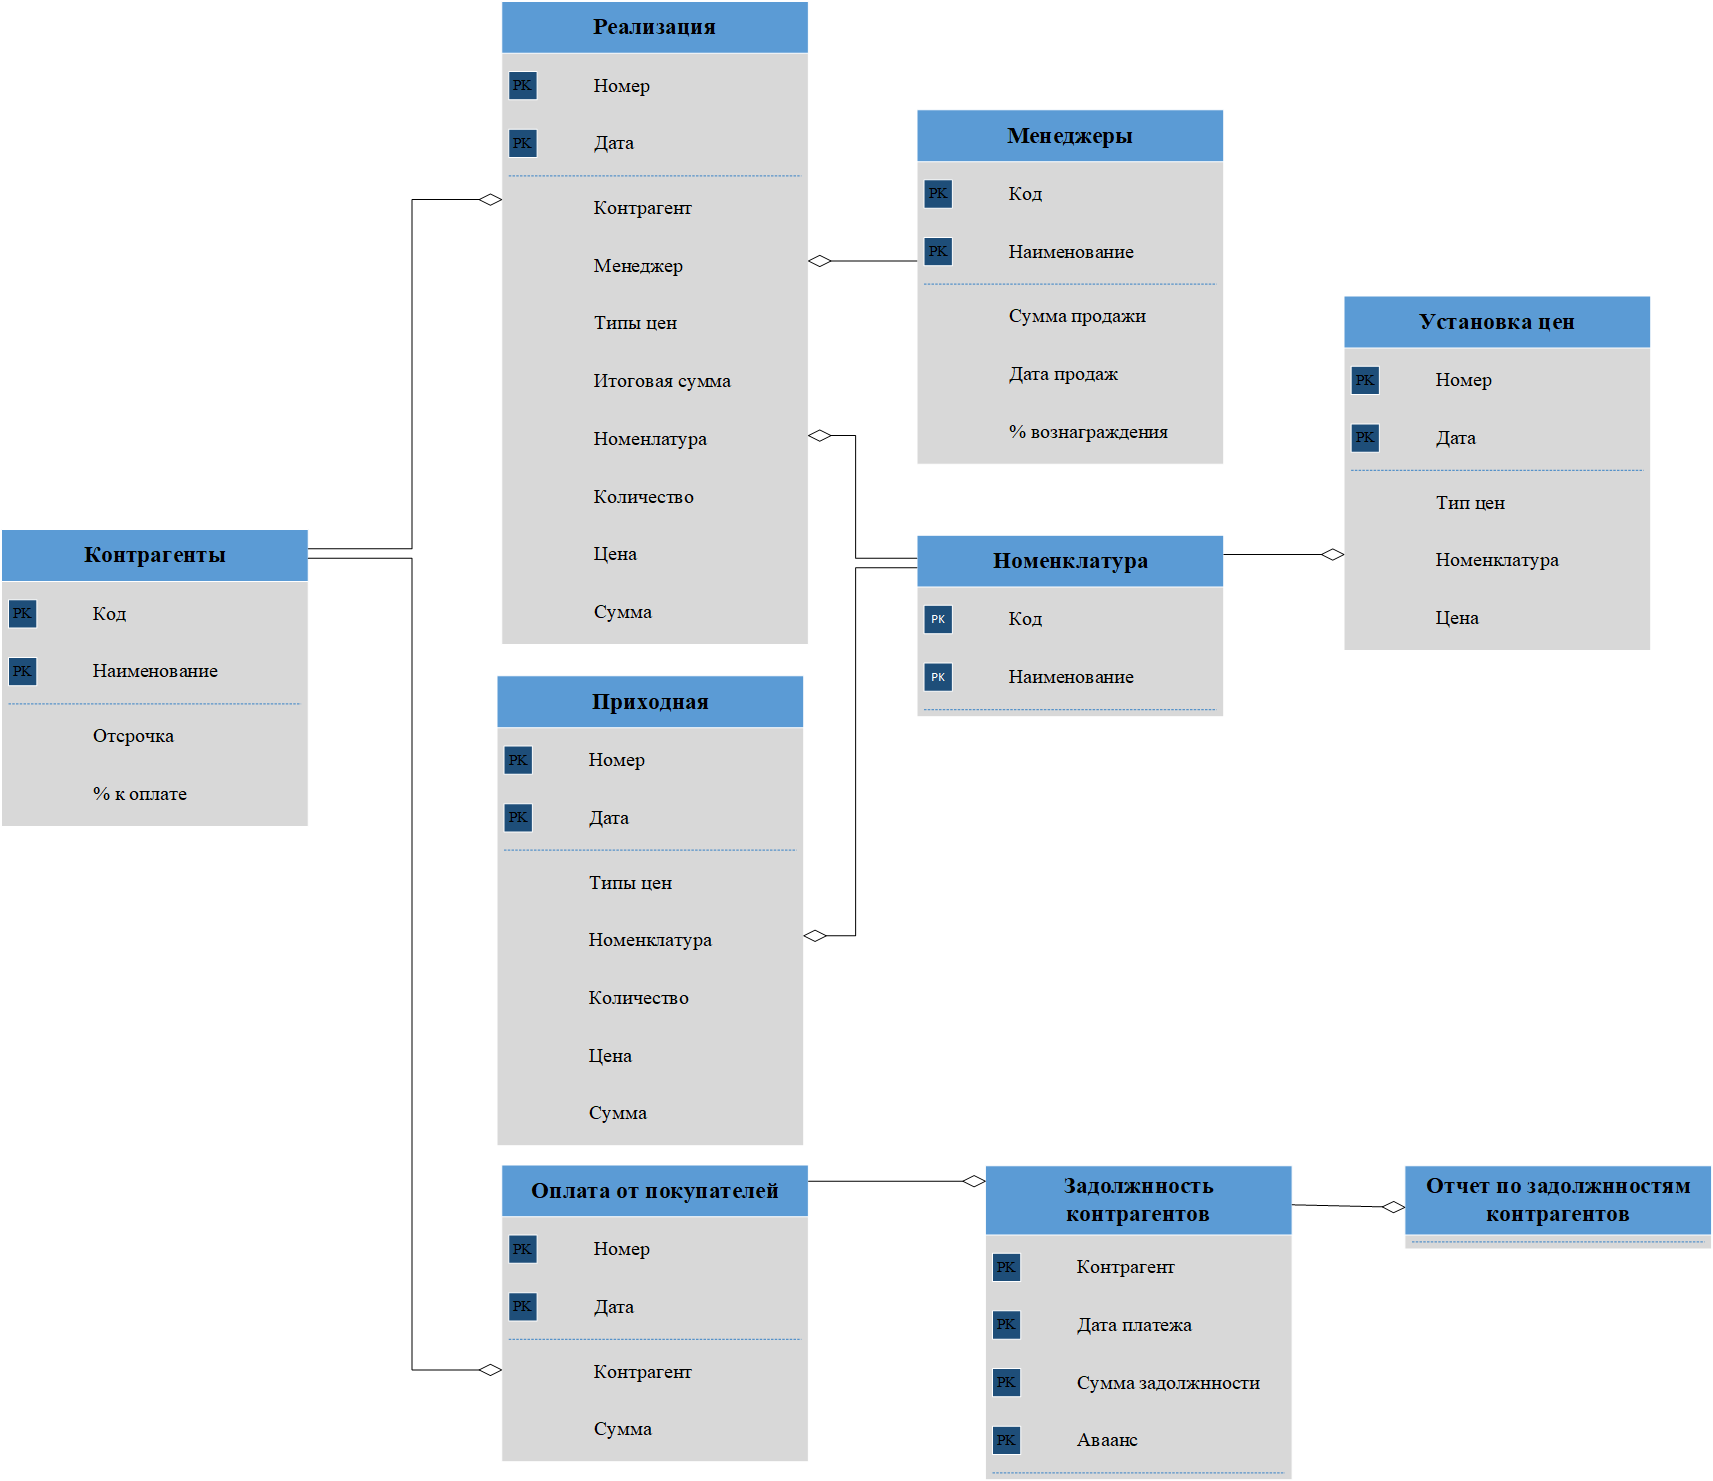 Реализация
PK Номер
PK Дата
Контрагент
Менеджер
Типы цен
Итоговая сумма
Номенлатура
Количество
Цена
Сумма
Менеджеры
PK Код
PK Наименование
Сумма продажи
Дата продаж
% вознаграждения
Установка цен
PK Номер
PK Дата
Тип цен
Номенклатура
Цена
Контрагенты
PK Код
PK Наименование
Отсрочка
% к оплате
Номенклатура
PK Код
PK Наименование
Приходная
PK Номер
PK Дата
Типы цен
Номенклатура
Количество
Цена
Сумма
Оплата от покупателей
PK Номер
PK Дата
Контрагент
Сумма
Задолжнность
контрагентов
PK Контрагент
PK Дата платежа
PK Сумма задолжнности
PK Аваанс
Отчет по задолжнностям
контрагентов